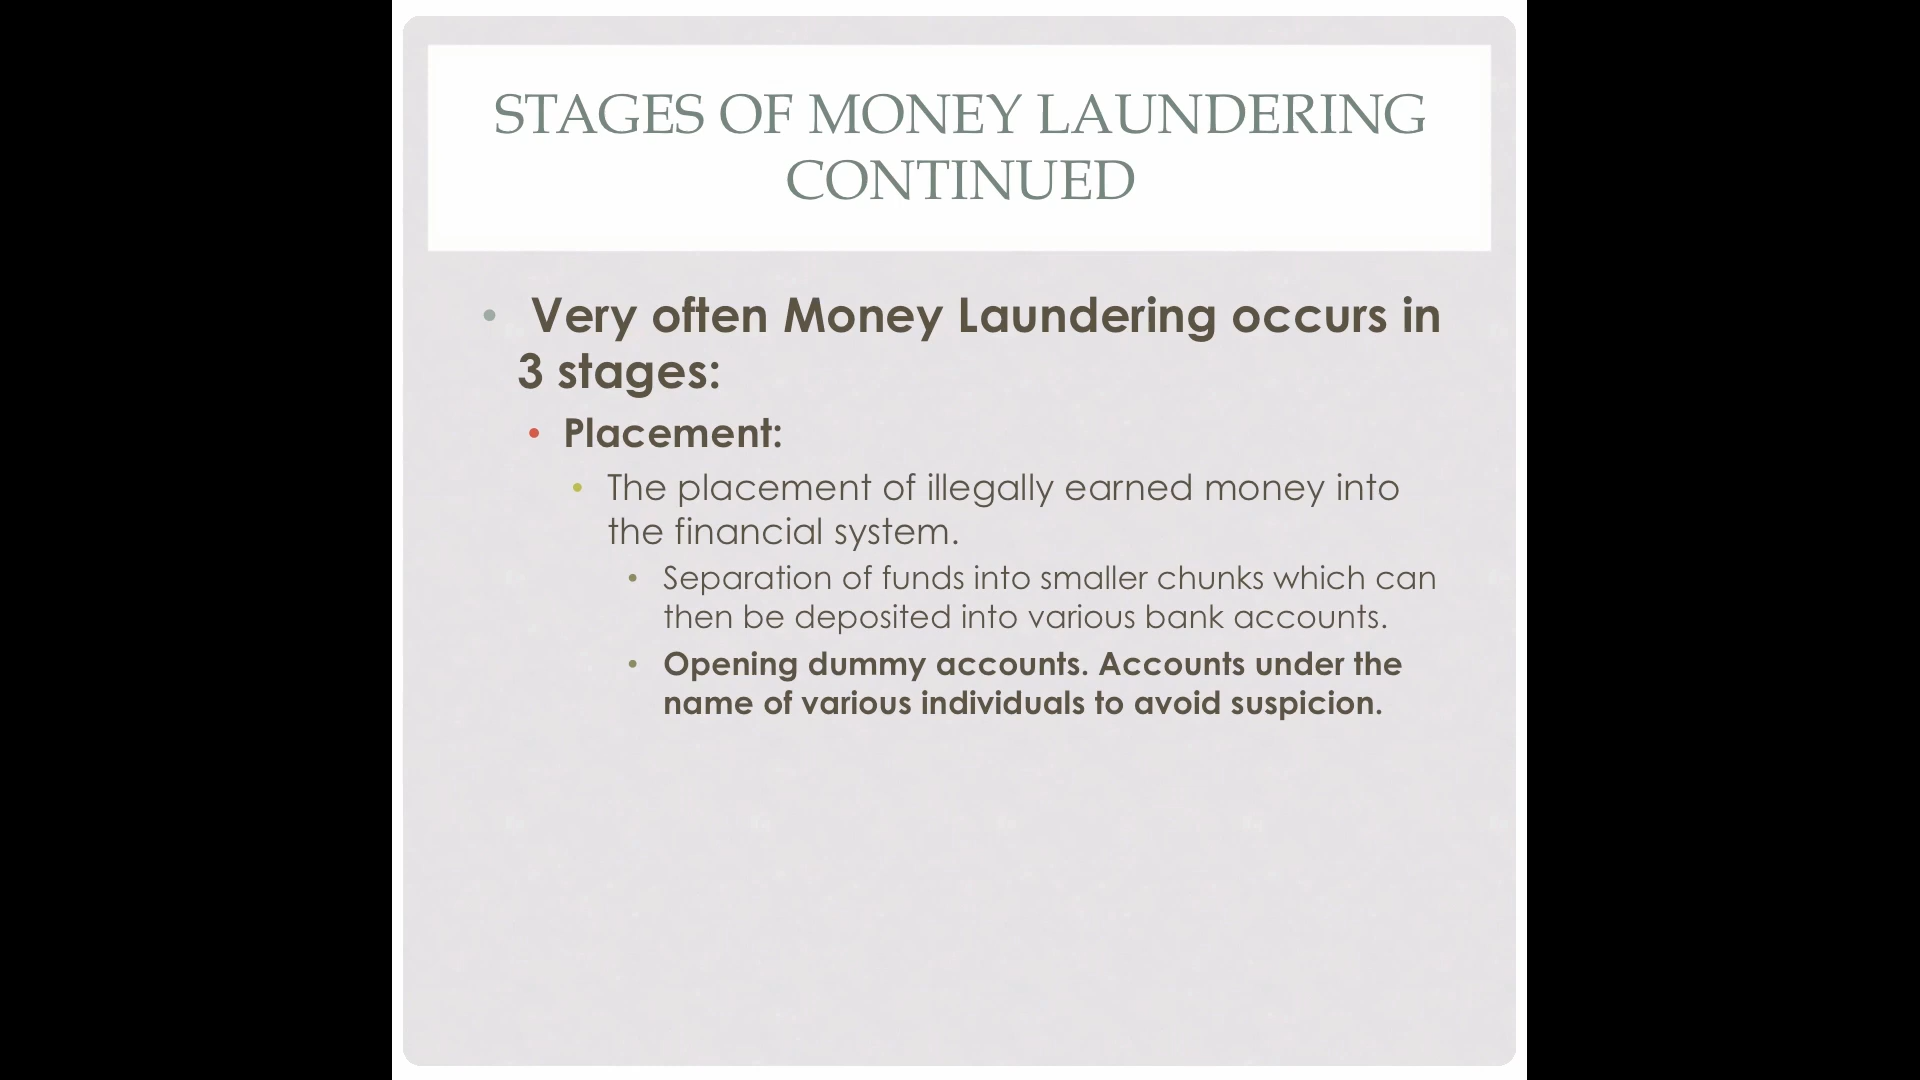 STAGES OF MONEY LAUNDERING
CONTINUED
• Very often Money Laundering occurs in
3 stages:
• Placement:
• The placement of illegally earned money into
the financial system.
• Separation of funds into smaller chunks which can
then be deposited into various bank accounts.
• Opening dummy accounts. Accounts under the
name of various individuals to avoid suspicion.